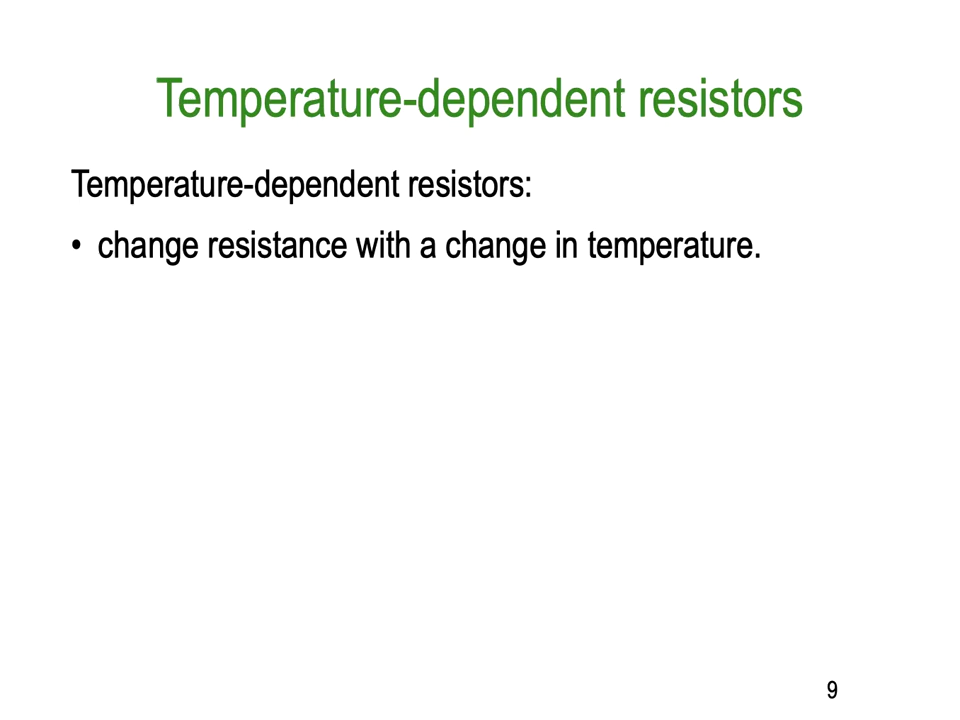 Temperature-dependent resistors
Temperature-dependent resistors:
• change resistance with a change in temperature.
9